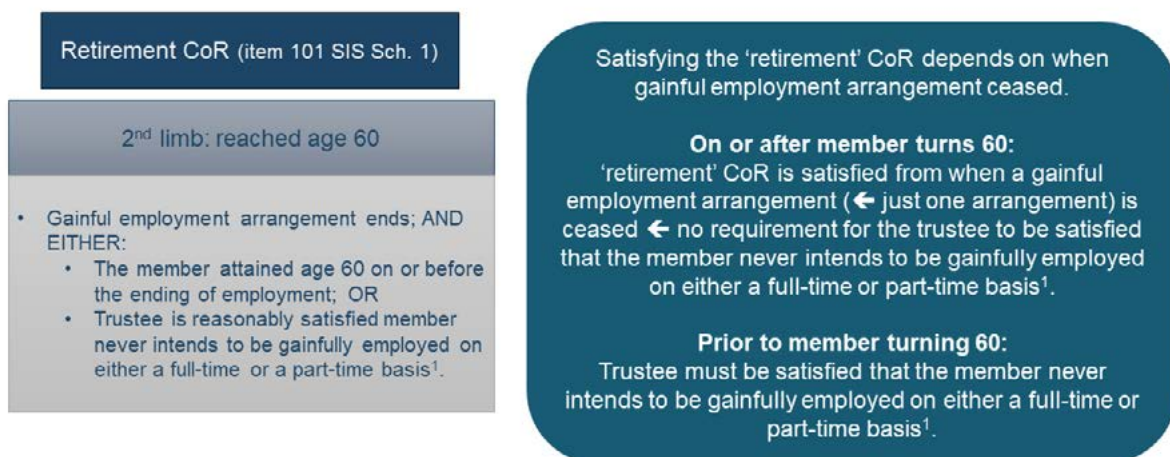 Retirement CoR (item 101 SIS Sch. 1)
2nd limb: reached age 60
• Gainful employment arrangement ends; AND
EITHER:
• The member attained age 60 on or before
the ending of employment; OR
• Trustee is reasonably satisfied member
never intends to be gainfully employed on
either a full-time or a part-time basis¹.
Satisfying the ‘retirement’ CoR depends on when
gainful employment arrangement ceased.
On or after member turns 60:
‘retirement’ CoR is satisfied from when a gainful
employment arrangement (← just one arrangement) is
ceased ← no requirement for the trustee to be satisfied
that the member never intends to be gainfully employed
on either a full-time or part-time basis¹.
Prior to member turning 60:
Trustee must be satisfied that the member never
intends to be gainfully employed on either a full-time or
part-time basis¹.